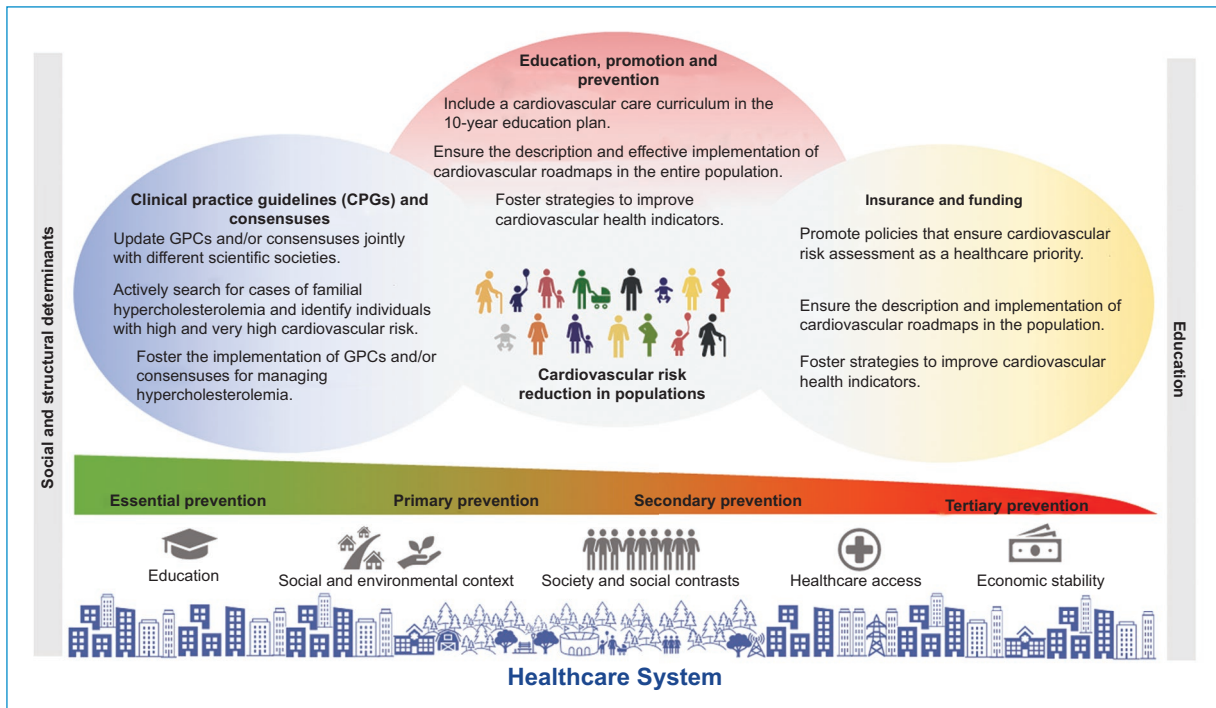 Social and structural determinants
Education, promotion and
prevention
Include a cardiovascular care curriculum in the
10-year education plan.
Ensure the description and effective implementation of
cardiovascular roadmaps in the entire population.
Foster strategies to improve
cardiovascular health indicators.
Clinical practice guidelines (CPGs) and
consensuses
Update GPCs and/or consensuses jointly
with different scientific societies.
Actively search for cases of familial
hypercholesterolemia and identify individuals
with high and very high cardiovascular risk.
Foster the implementation of GPCs and/or
consensuses for managing
hypercholesterolemia.
Cardiovascular risk
reduction in populations
Insurance and funding
Promote policies that ensure cardiovascular
risk assessment as a healthcare priority.
Ensure the description and implementation of
cardiovascular roadmaps in the population.
Foster strategies to improve cardiovascular
health indicators.
Education
Essential prevention
Primary prevention
Secondary prevention
Tertiary prevention
Education
Social and environmental context
Society and social contrasts
Healthcare access
Economic stability
Healthcare System